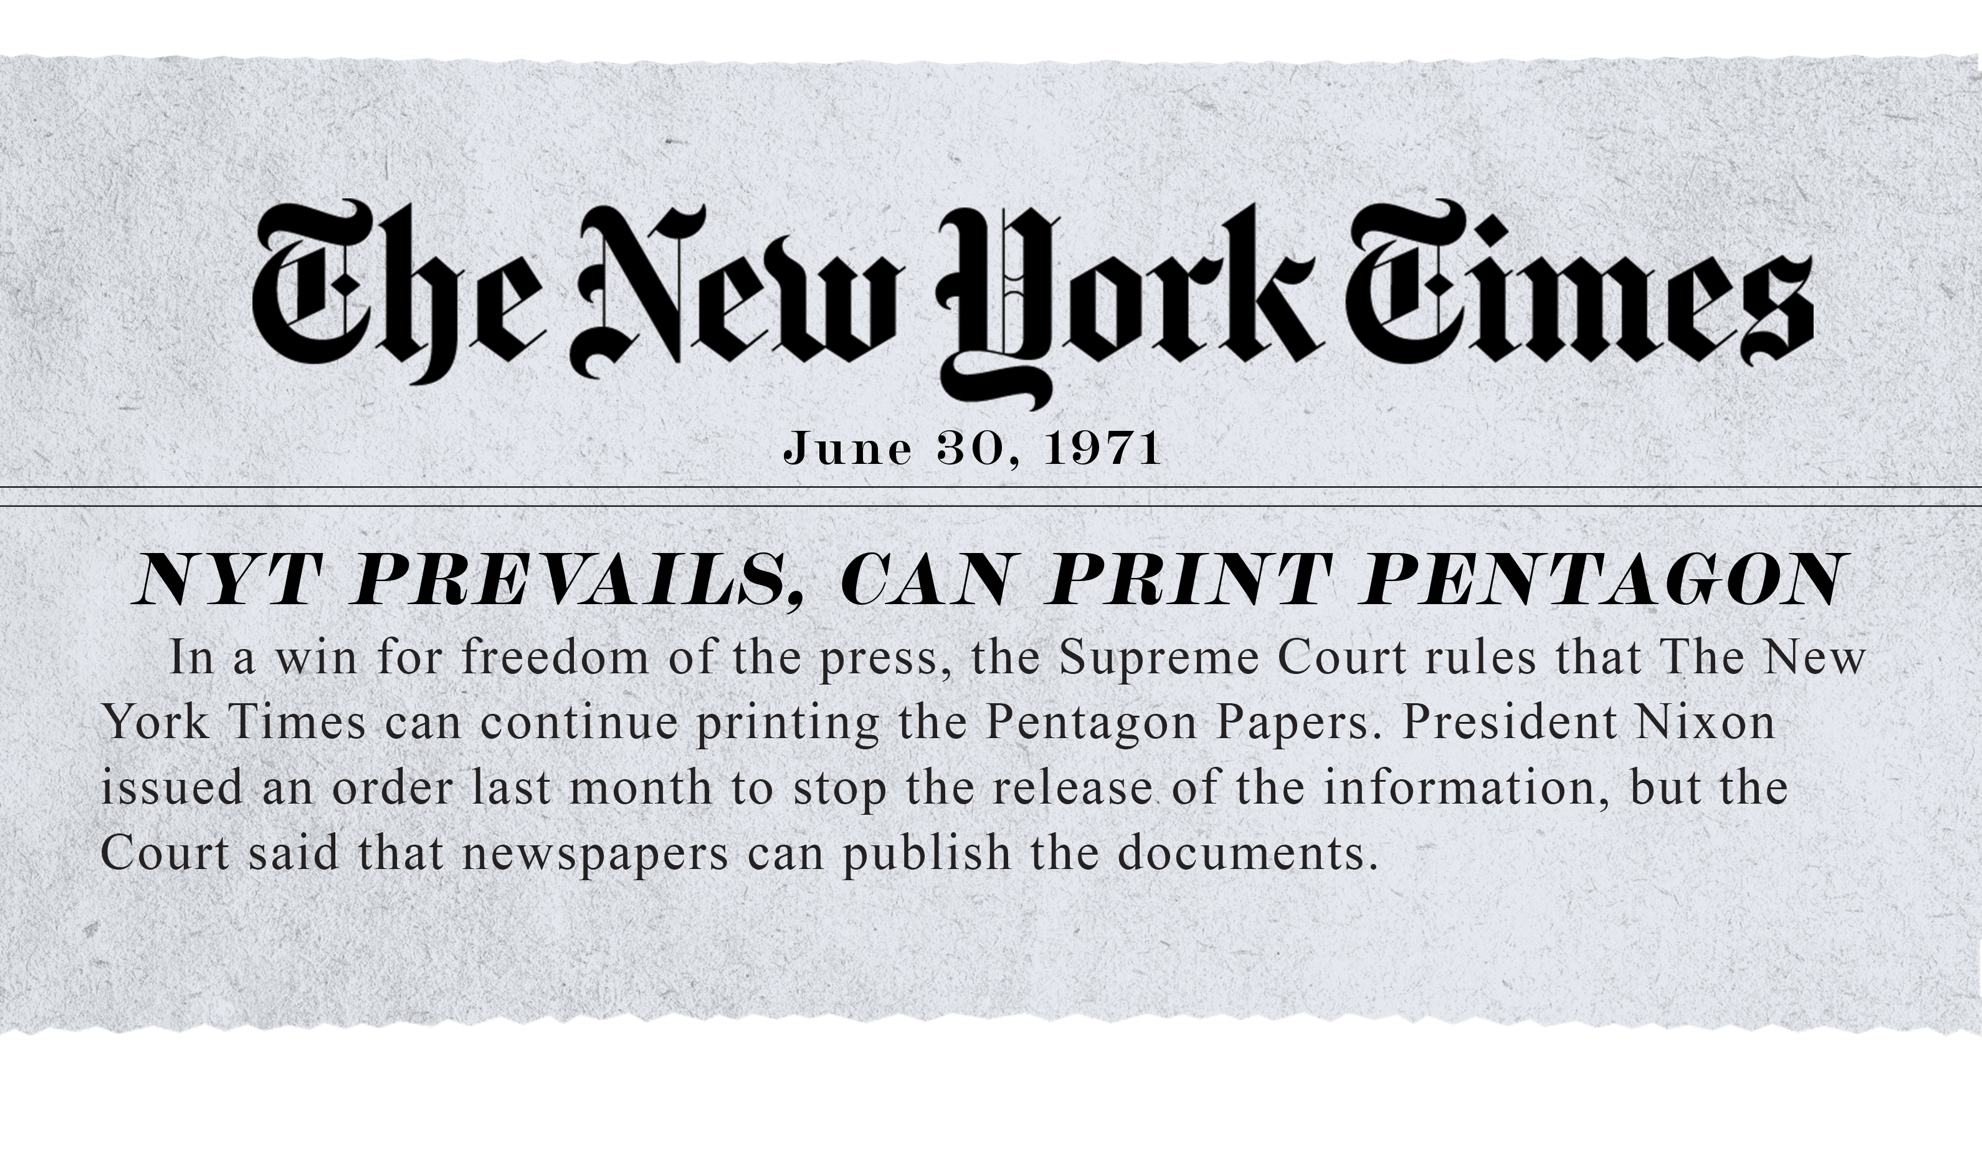 The New York Times
June 30, 1971
NYT PREVAILS, CAN PRINT PENTAGON
In a win for freedom of the press, the Supreme Court rules that The New
York Times can continue printing the Pentagon Papers. President Nixon
issued an order last month to stop the release of the information, but the
Court said that newspapers can publish the documents.